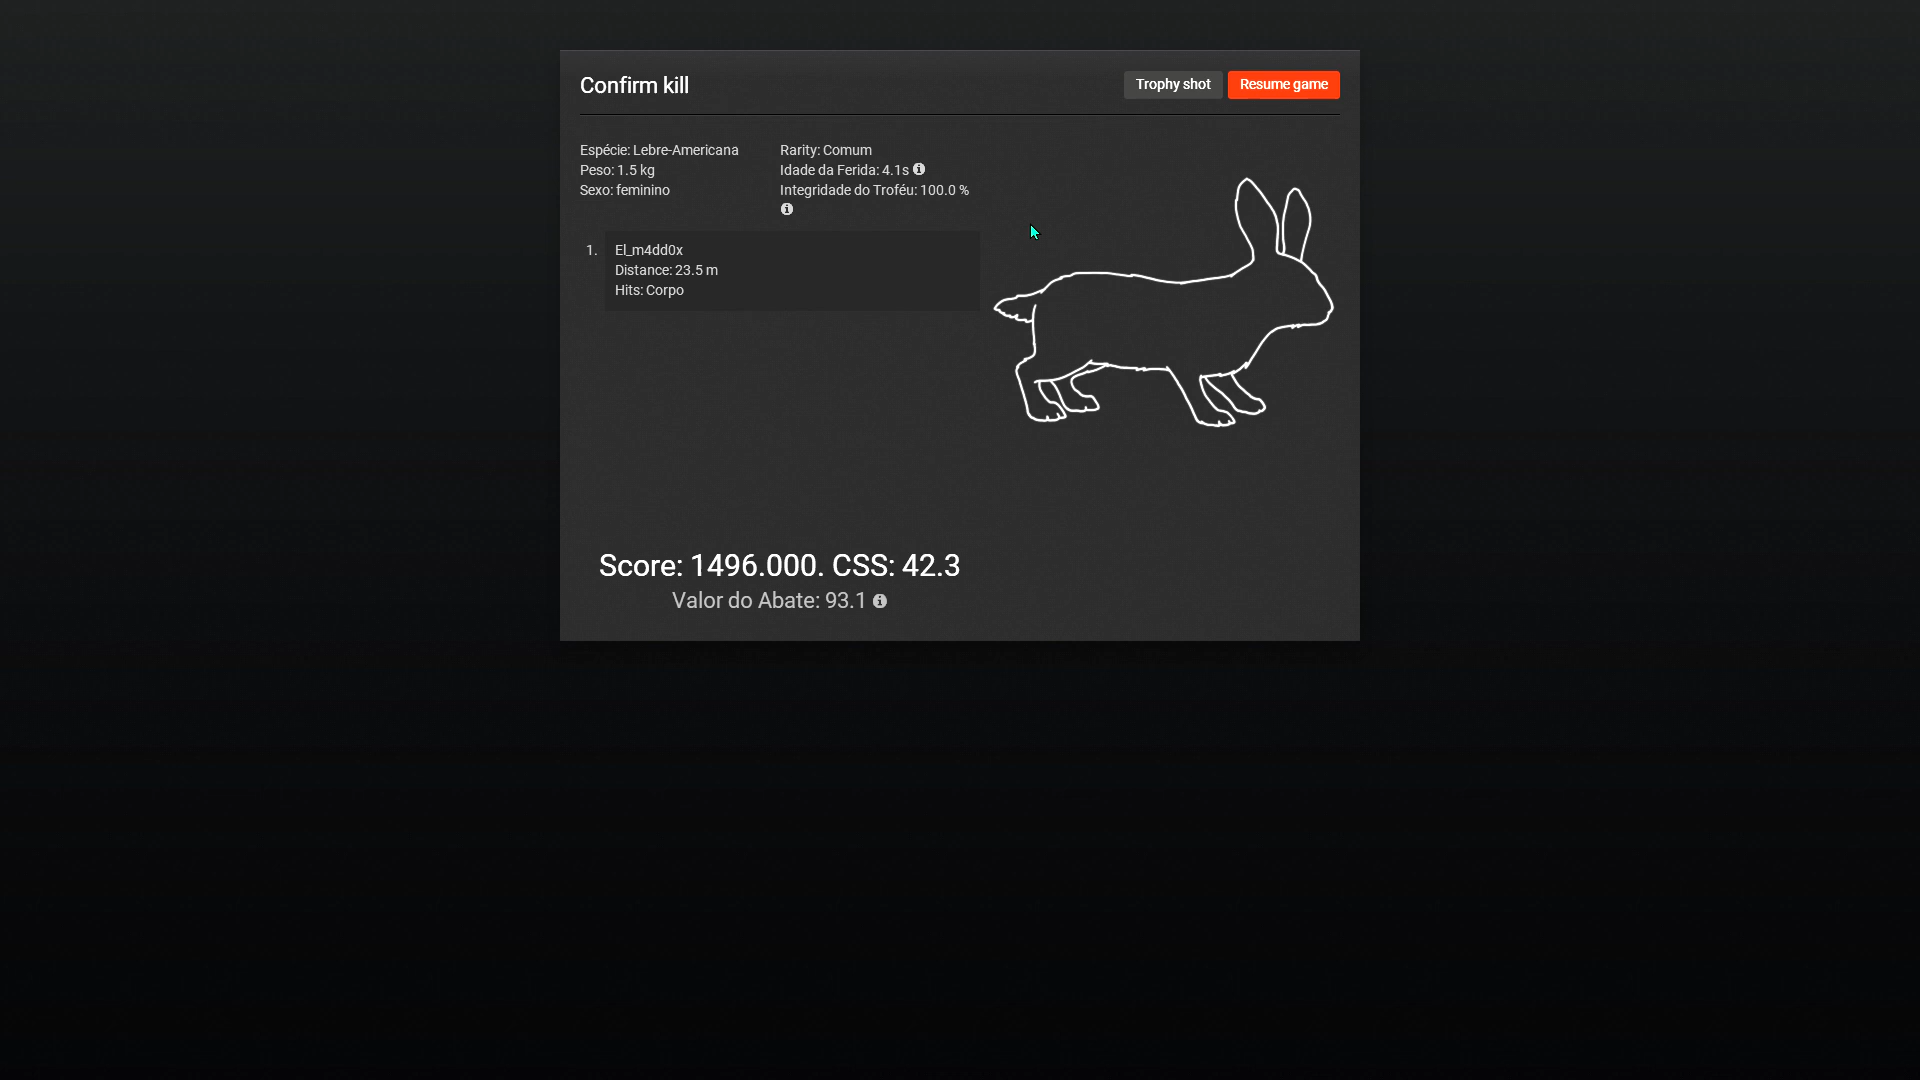 Confirm kill
Trophy shot
Resume game
Espécie: Lebre-Americana
Peso: 1.5 kg
Sexo: feminino
Rarity: Comum
Idade da Ferida: 4.1s
Integridade do Troféu: 100.0 %
1.
El_m4dd0x
Distance: 23.5 m
Hits: Corpo
Score: 1496.000. CSS: 42.3
Valor do Abate: 93.1